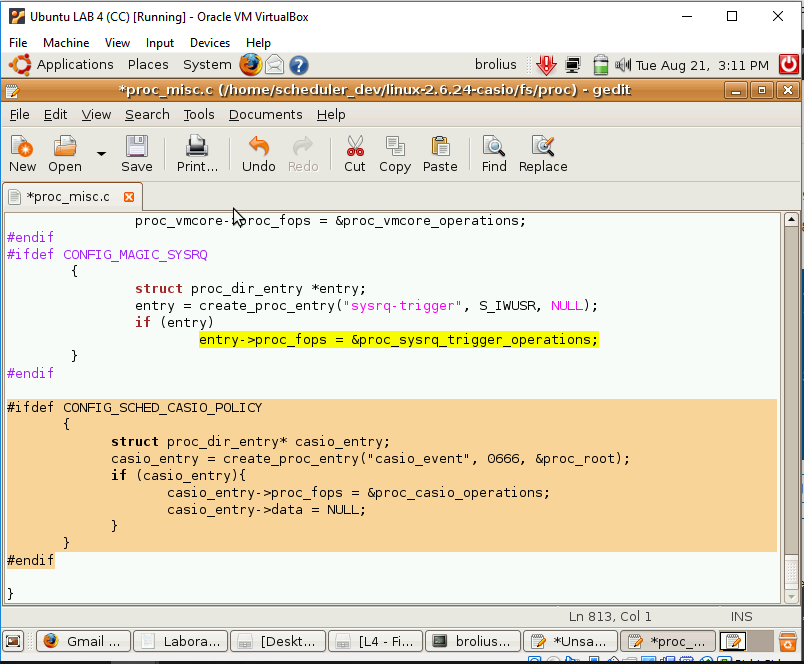 Ubuntu LAB 4 (CC) [Running] - Oracle VM VirtualBox
File Machine View Input Devices Help
Applications Places System ? brolius Tue Aug 21, 3:11 PM
*proc_misc.c (/home/scheduler_dev/linux-2.6.24-casio/fs/proc) - gedit
File Edit View Search Tools Documents Help
New Open Save Print... Undo Redo Cut Copy Paste Find Replace
*proc_misc.c
proc_vmcore->proc_fops = &proc_vmcore_operations;
#endif
#ifdef CONFIG_MAGIC_SYSRQ
{
struct proc_dir_entry *entry;
entry = create_proc_entry("sysrq-trigger", S_IWUSR, NULL);
if (entry)
entry->proc_fops = &proc_sysrq_trigger_operations;
}
#endif
#ifdef CONFIG_SCHED_CASIO_POLICY
{
struct proc_dir_entry* casio_entry;
casio_entry = create_proc_entry("casio_event", 0666, &proc_root);
if (casio_entry){
casio_entry->proc_fops = &proc_casio_operations;
casio_entry->data = NULL;
}
}
#endif
}
Ln 813, Col 1 INS
Gmail ... Labora... [Deskt... [L4 - Fi... brolius... *Unsa... *proc_...